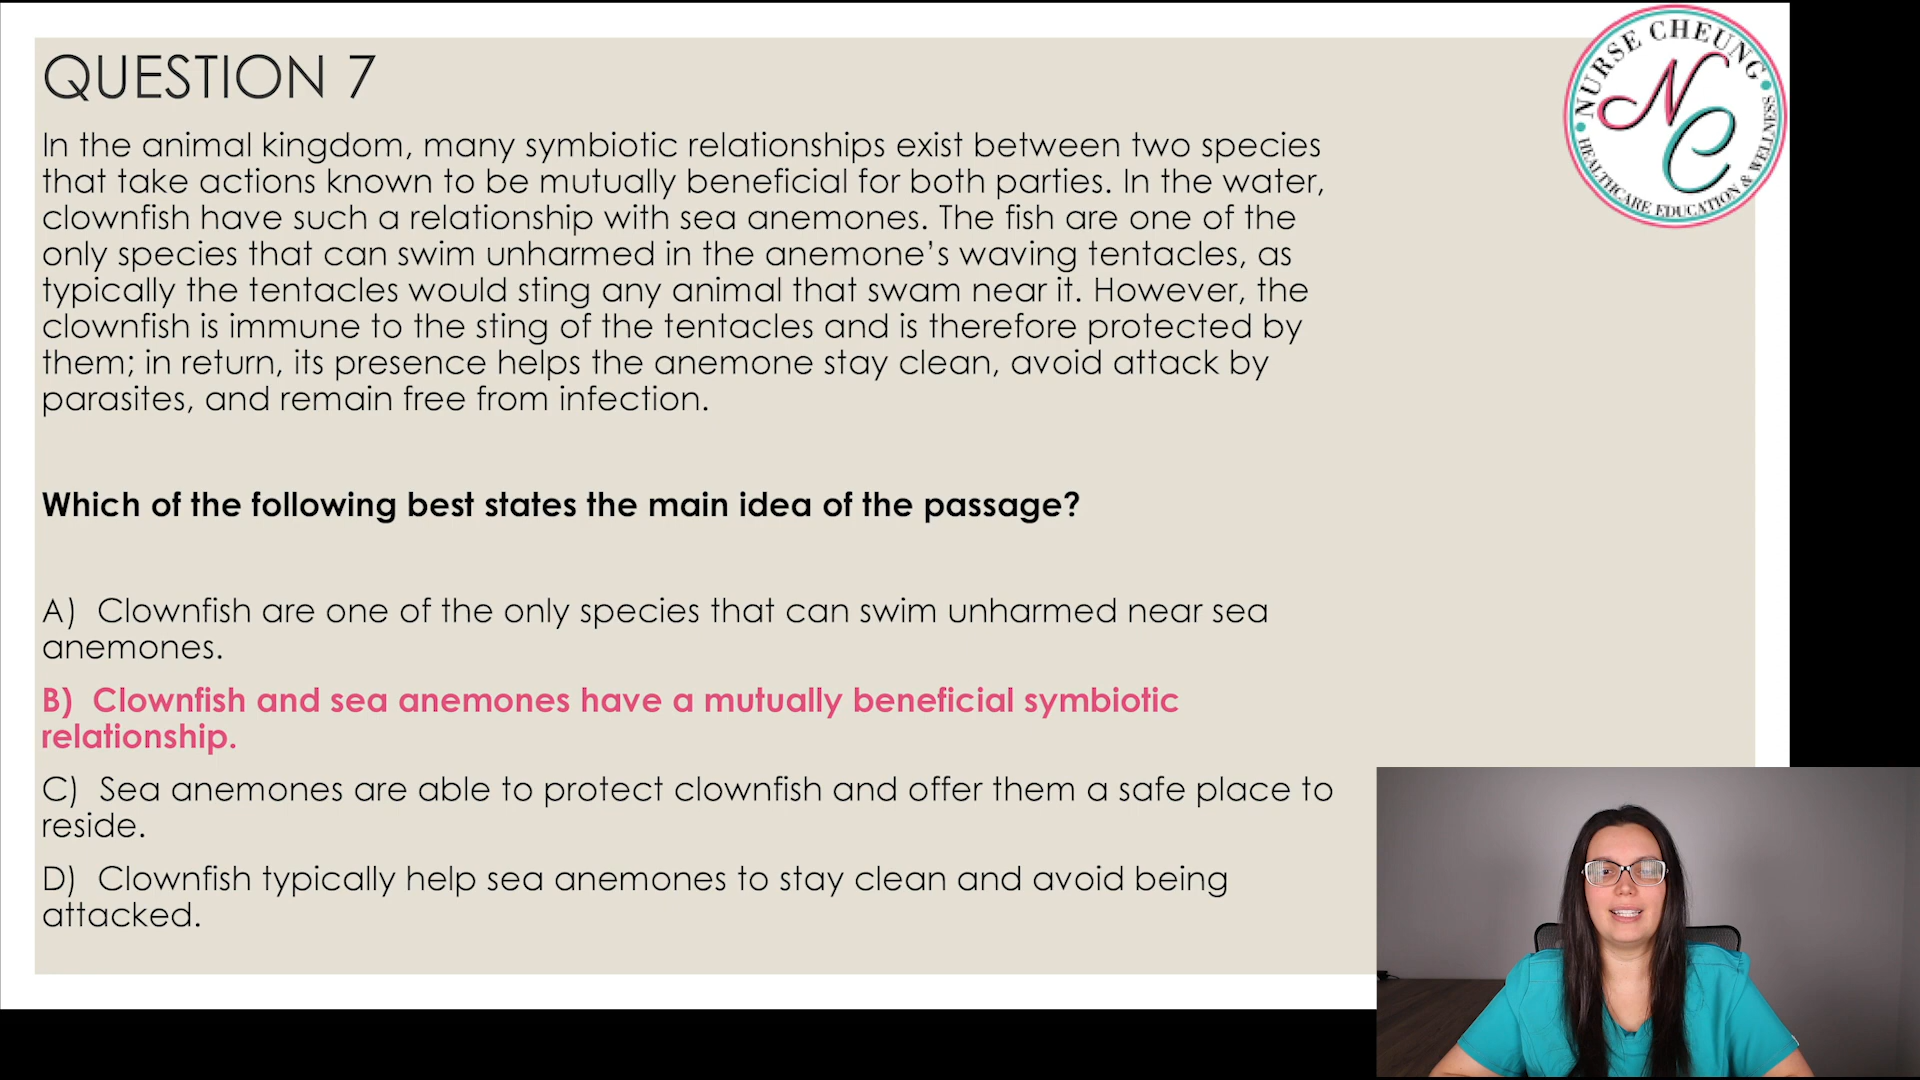 QUESTION 7
In the animal kingdom, many symbiotic relationships exist between two species
that take actions known to be mutually beneficial for both parties. In the water,
clownfish have such a relationship with sea anemones. The fish are one of the
only species that can swim unharmed in the anemone’s waving tentacles, as
typically the tentacles would sting any animal that swam near it. However, the
clownfish is immune to the sting of the tentacles and is therefore protected by
them; in return, its presence helps the anemone stay clean, avoid attack by
parasites, and remain free from infection.
Which of the following best states the main idea of the passage?
A) Clownfish are one of the only species that can swim unharmed near sea
anemones.
B) Clownfish and sea anemones have a mutually beneficial symbiotic
relationship.
C) Sea anemones are able to protect clownfish and offer them a safe place to
reside.
D) Clownfish typically help sea anemones to stay clean and avoid being
attacked.
NURSE CHEUNG
NC
HEALTHCARE EDUCATION & WELLNESS